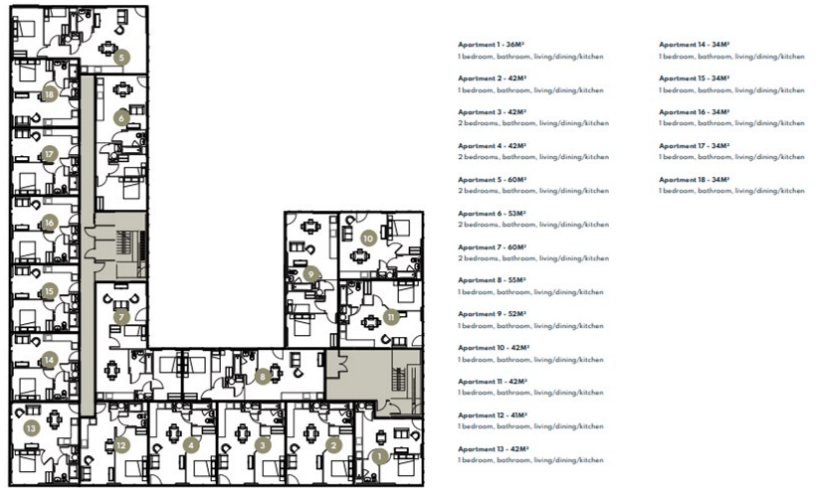 5
18
6
17
16
10
9
15
11
7
14
8
13
12
4
3
2
1
Apartment 1 - 36M²
1 bedroom, bathroom, living/dining/kitchen
Apartment 2 - 42M²
1 bedroom, bathroom, living/dining/kitchen
Apartment 3 - 42M²
2 bedrooms, bathroom, living/dining/kitchen
Apartment 4 - 42M²
2 bedrooms, bathroom, living/dining/kitchen
Apartment 5 - 60M²
2 bedrooms, bathroom, living/dining/kitchen
Apartment 6 - 53M²
2 bedrooms, bathroom, living/dining/kitchen
Apartment 7 - 60M²
2 bedrooms, bathroom, living/dining/kitchen
Apartment 8 - 55M²
1 bedroom, bathroom, living/dining/kitchen
Apartment 9 - 52M²
1 bedroom, bathroom, living/dining/kitchen
Apartment 10 - 42M²
1 bedroom, bathroom, living/dining/kitchen
Apartment 11 - 42M²
1 bedroom, bathroom, living/dining/kitchen
Apartment 12 - 41M²
1 bedroom, bathroom, living/dining/kitchen
Apartment 13 - 42M²
1 bedroom, bathroom, living/dining/kitchen
Apartment 14 - 34M²
1 bedroom, bathroom, living/dining/kitchen
Apartment 15 - 34M²
1 bedroom, bathroom, living/dining/kitchen
Apartment 16 - 34M²
1 bedroom, bathroom, living/dining/kitchen
Apartment 17 - 34M²
1 bedroom, bathroom, living/dining/kitchen
Apartment 18 - 34M²
1 bedroom, bathroom, living/dining/kitchen